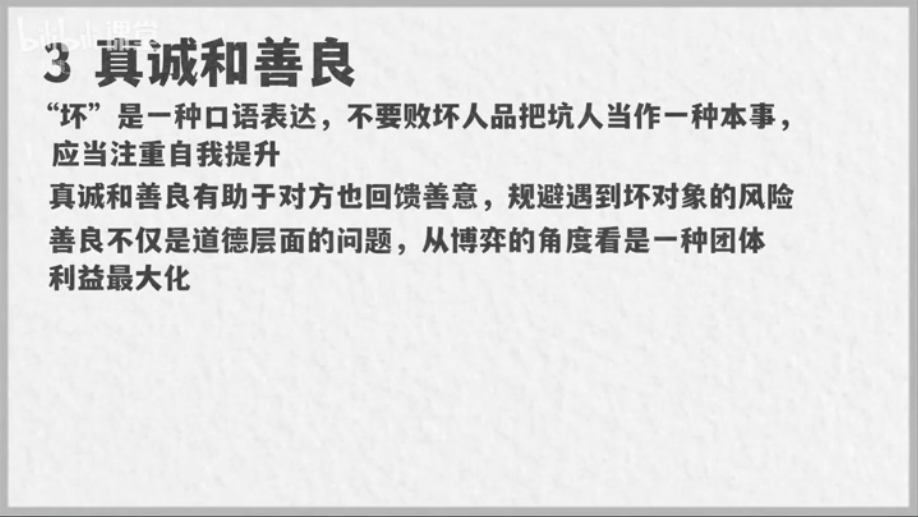 bilibili课堂
3 真诚和善良
“坏”是一种口语表达，不要败坏人品把坑人当作一种本事，
应当注重自我提升
真诚和善良有助于对方也回馈善意，规避遇到坏对象的风险
善良不仅是道德层面的问题，从博弈的角度看是一种团体
利益最大化